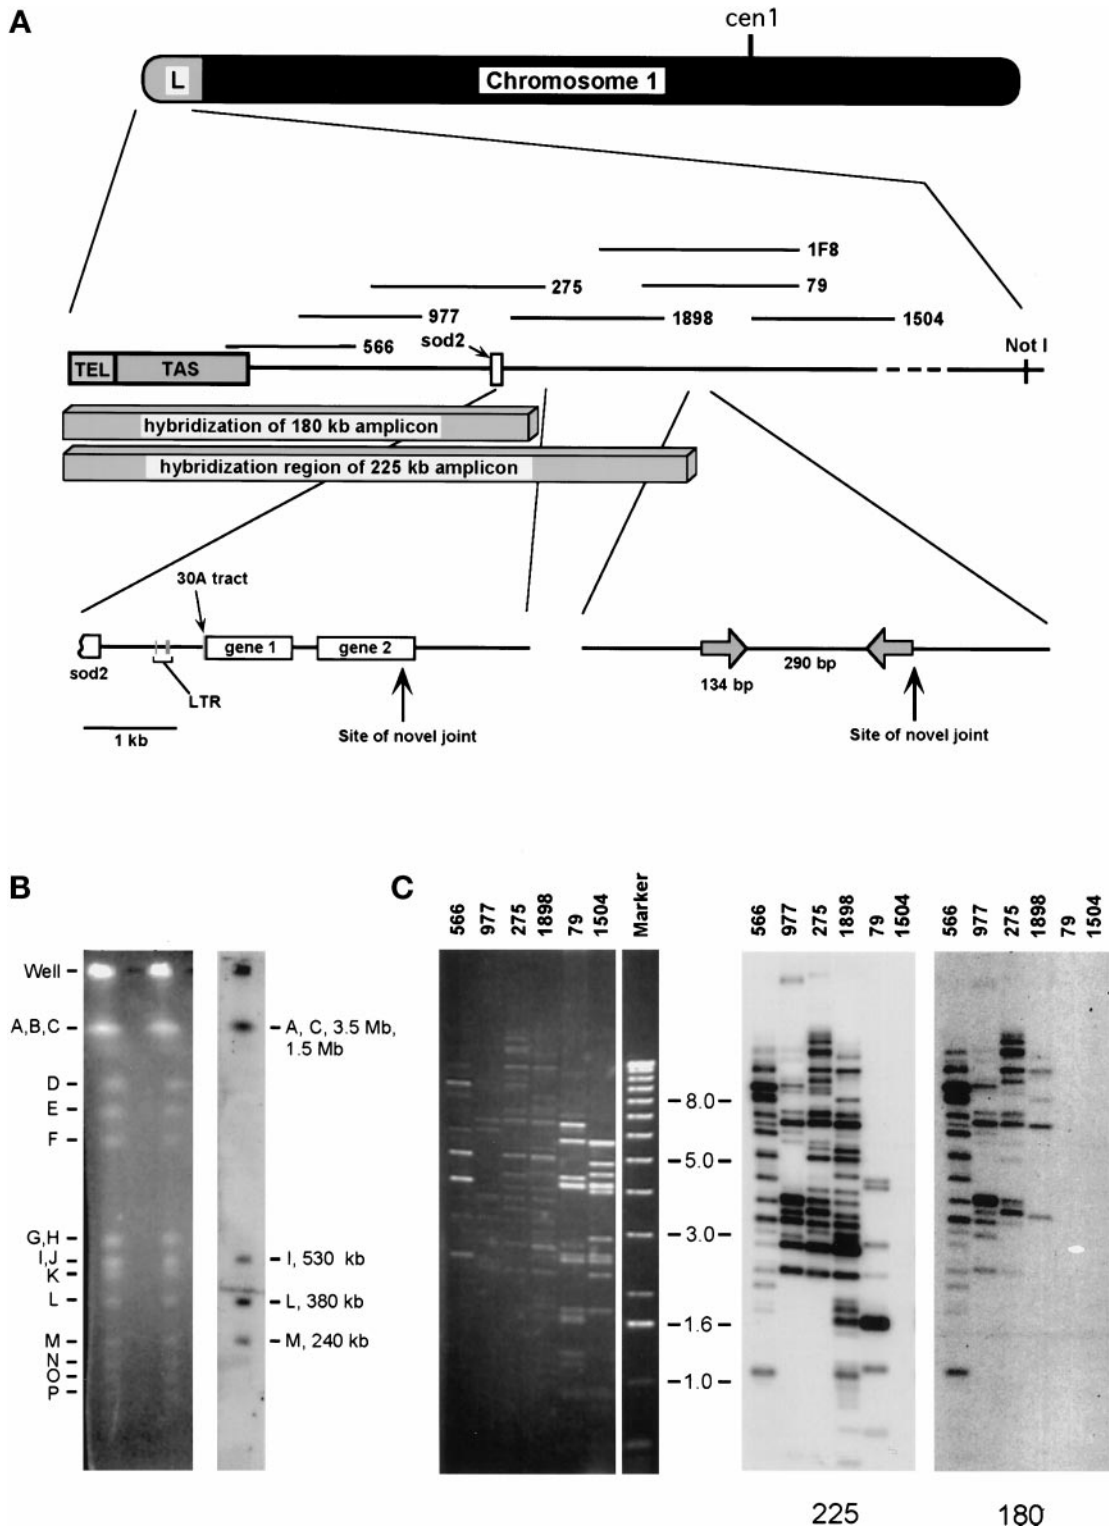 A
cen1
L
Chromosome 1
1F8
275
79
977
1898
1504
sod2
566
Not I
TEL
TAS
hybridization of 180 kb amplicon
hybridization region of 225 kb amplicon
30A tract
gene 1
gene 2
sod2
LTR
1 kb
Site of novel joint
134 bp
290 bp
Site of novel joint
B
Well
A,B,C
D
E
F
G,H
I,J
K
L
M
N
O
P
A, C, 3.5 Mb,
1.5 Mb
I, 530 kb
L, 380 kb
M, 240 kb
C
566 977 275 1898 79 1504 Marker
8.0
5.0
3.0
1.6
1.0
566 977 275 1898 79 1504
225
566 977 275 1898 79 1504
180